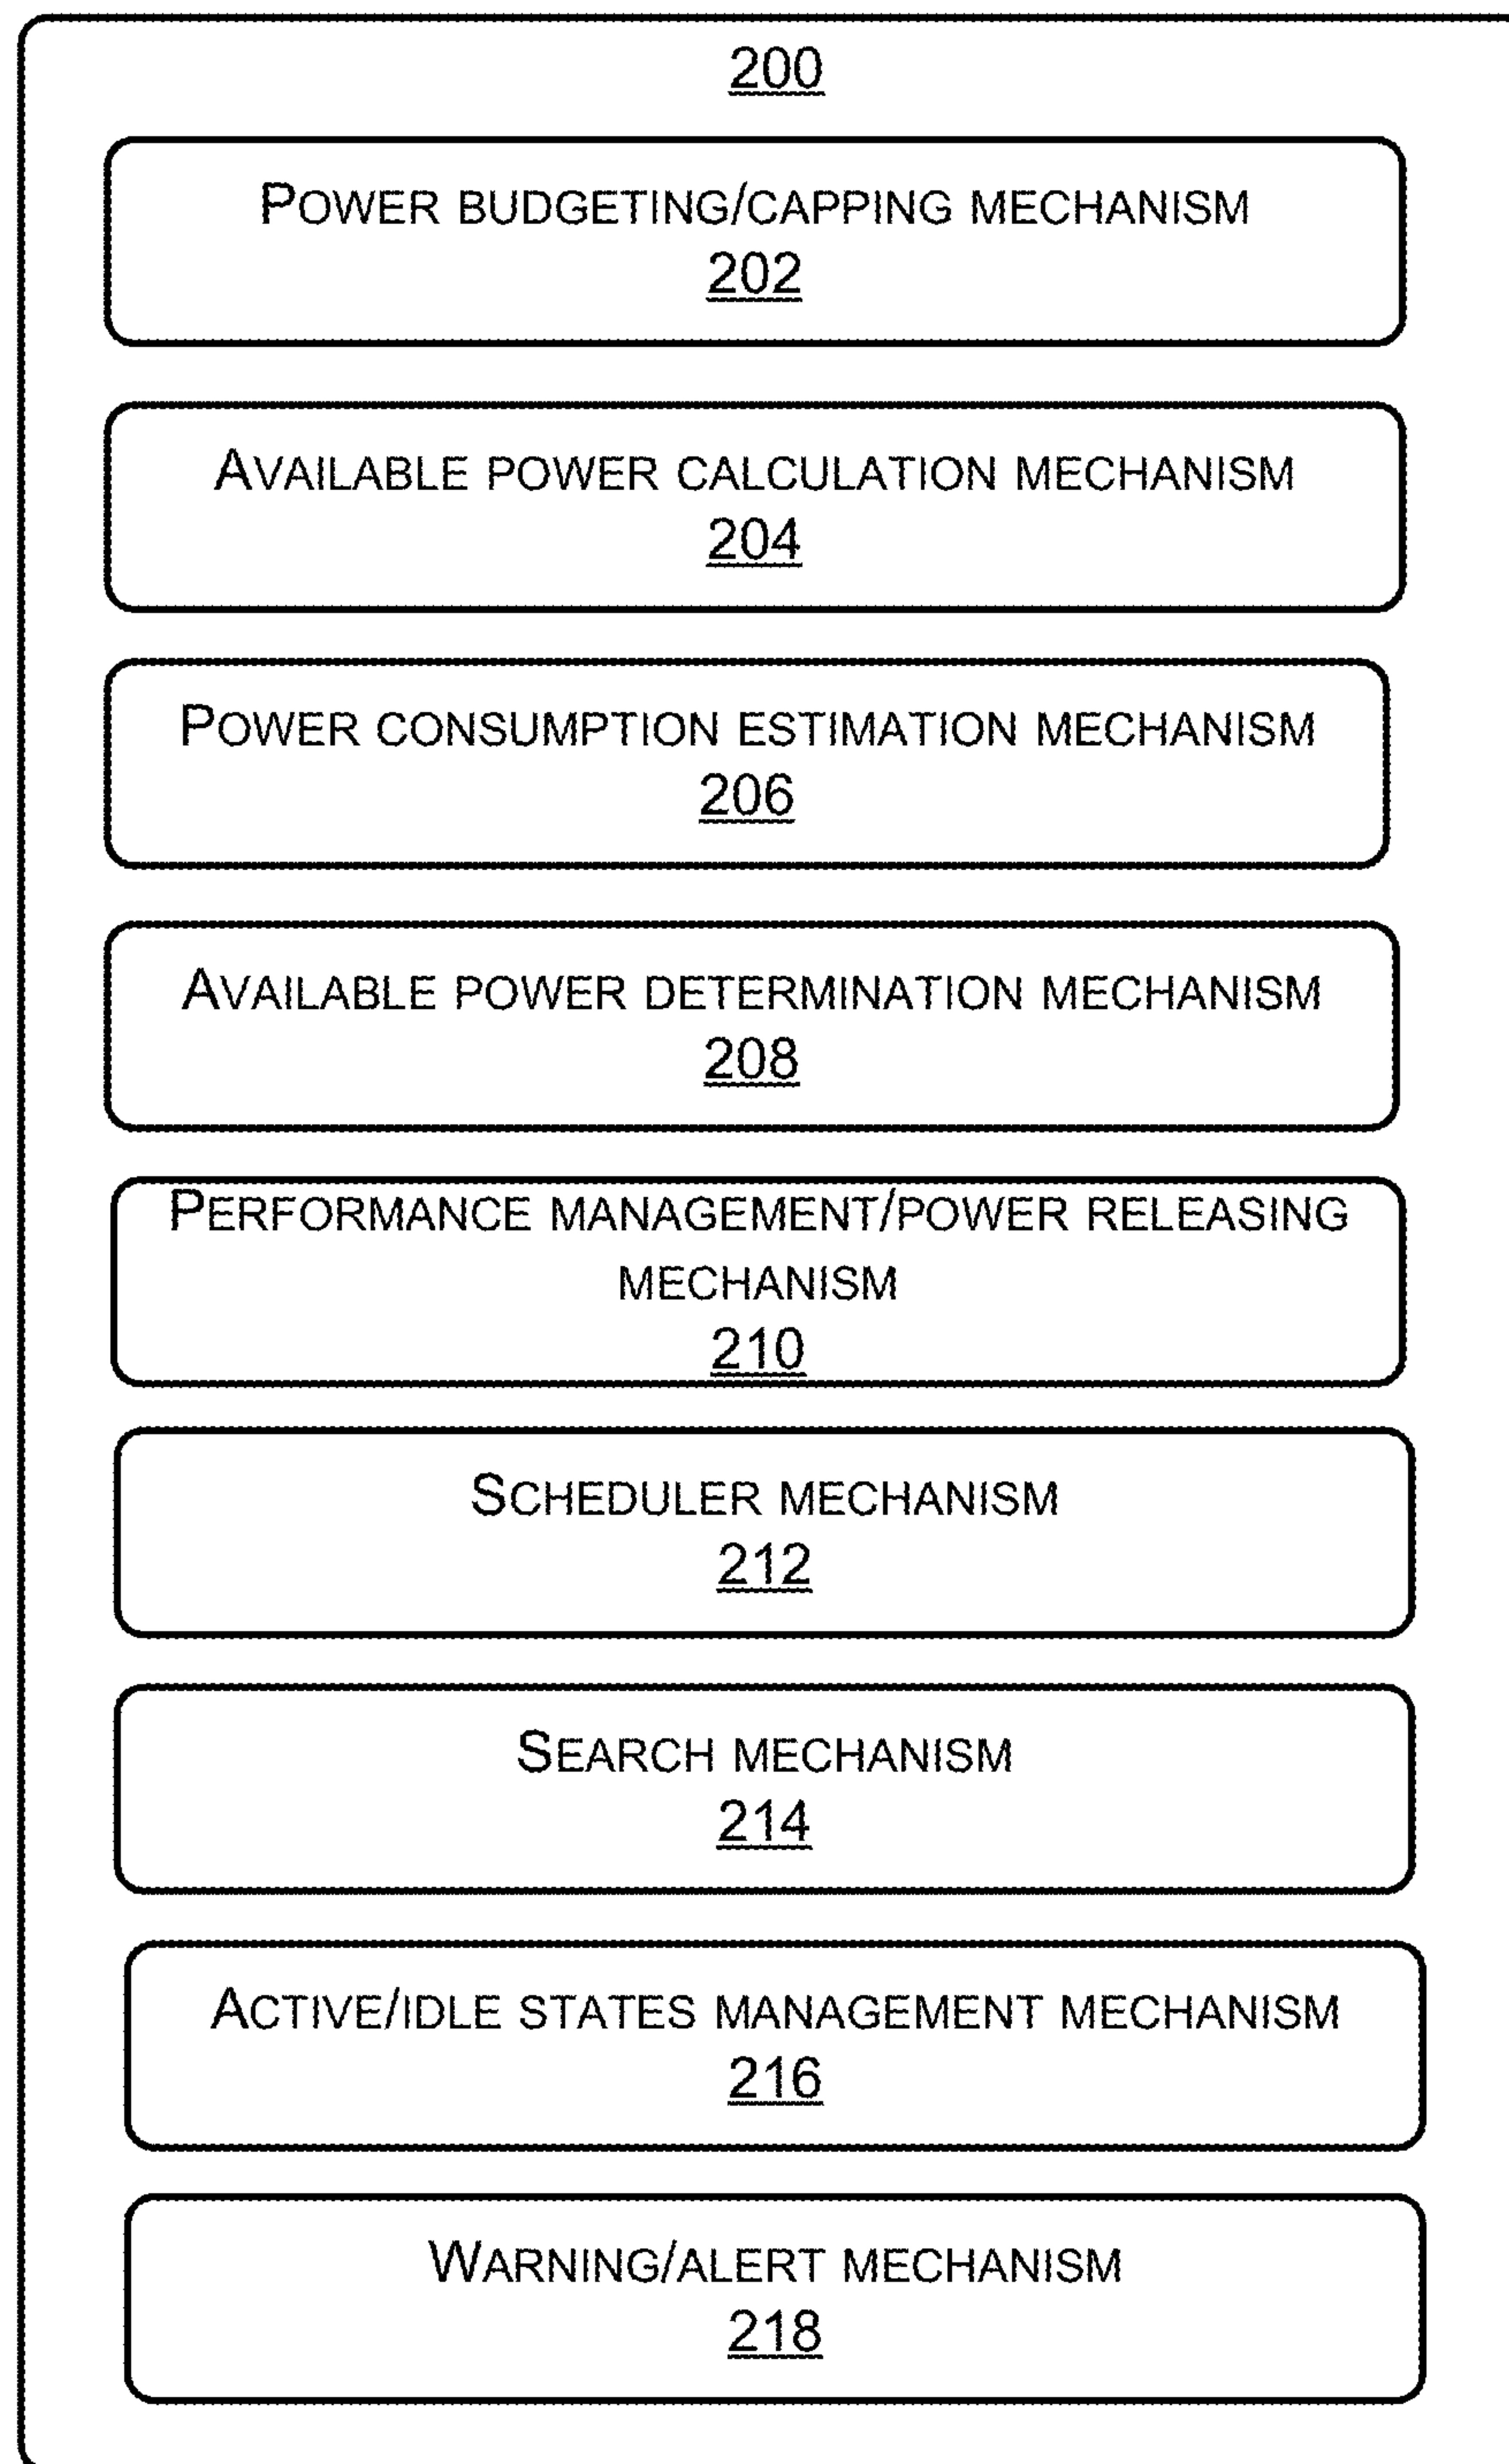 200
POWER BUDGETING/CAPPING MECHANISM
202
AVAILABLE POWER CALCULATION MECHANISM
204
POWER CONSUMPTION ESTIMATION MECHANISM
206
AVAILABLE POWER DETERMINATION MECHANISM
208
PERFORMANCE MANAGEMENT/POWER RELEASING
MECHANISM
210
SCHEDULER MECHANISM
212
SEARCH MECHANISM
214
ACTIVE/IDLE STATES MANAGEMENT MECHANISM
216
WARNING/ALERT MECHANISM
218